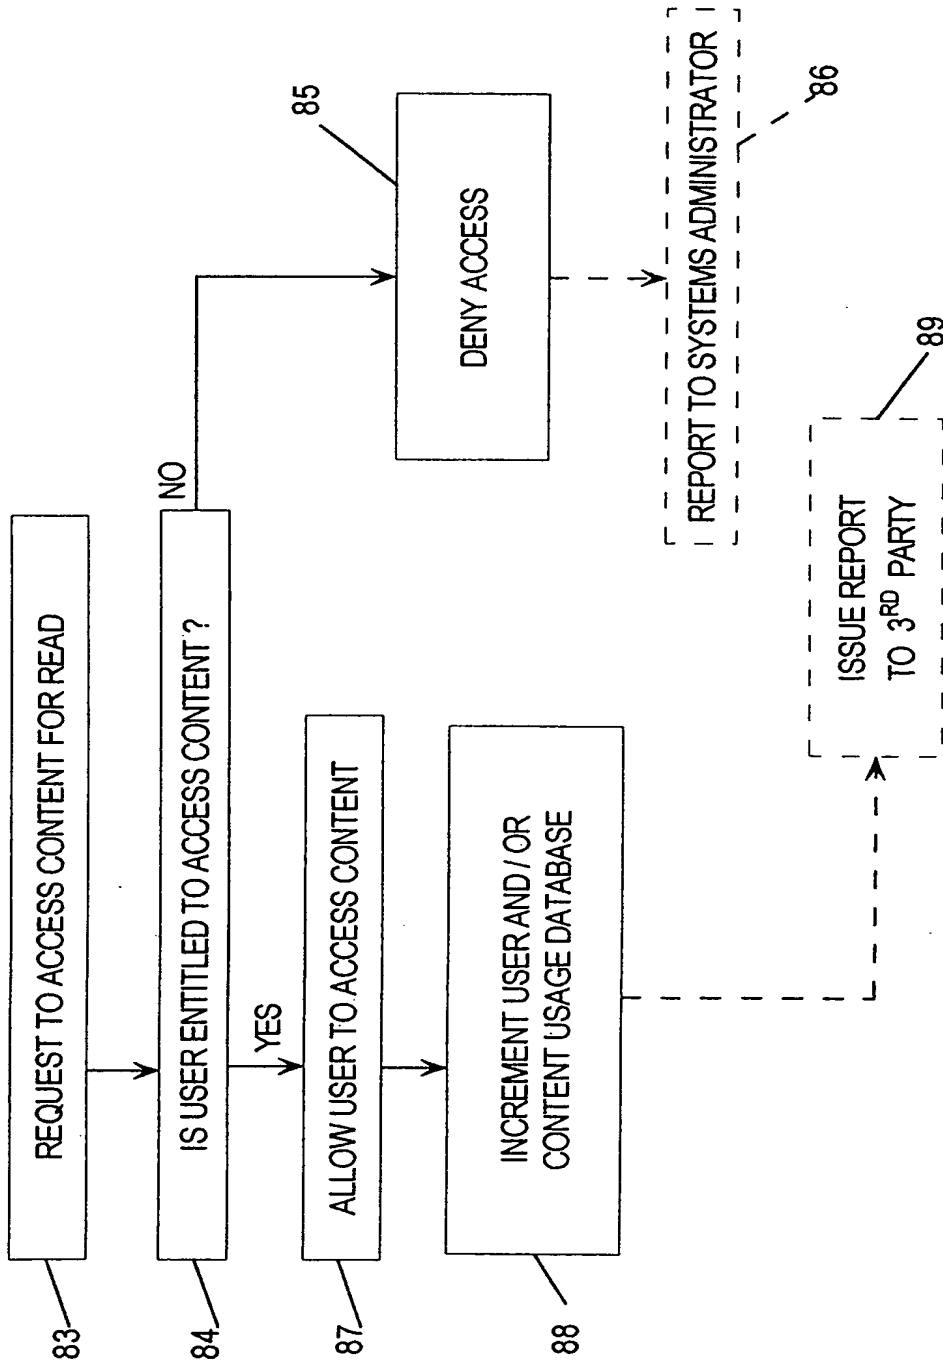 83
REQUEST TO ACCESS CONTENT FOR READ
84
IS USER ENTITLED TO ACCESS CONTENT ?
NO
YES
85
DENY ACCESS
87
ALLOW USER TO ACCESS CONTENT
88
INCREMENT USER AND / OR
CONTENT USAGE DATABASE
REPORT TO SYSTEMS ADMINISTRATOR
86
ISSUE REPORT
TO 3RD PARTY
89